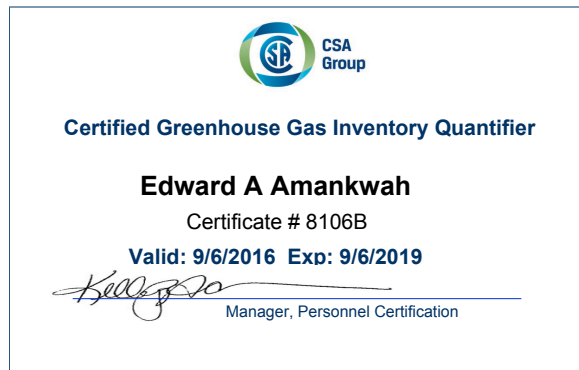 CSA
Group
Certified Greenhouse Gas Inventory Quantifier
Edward A Amankwah
Certificate # 8106B
Valid: 9/6/2016 Exp: 9/6/2019
Manager, Personnel Certification